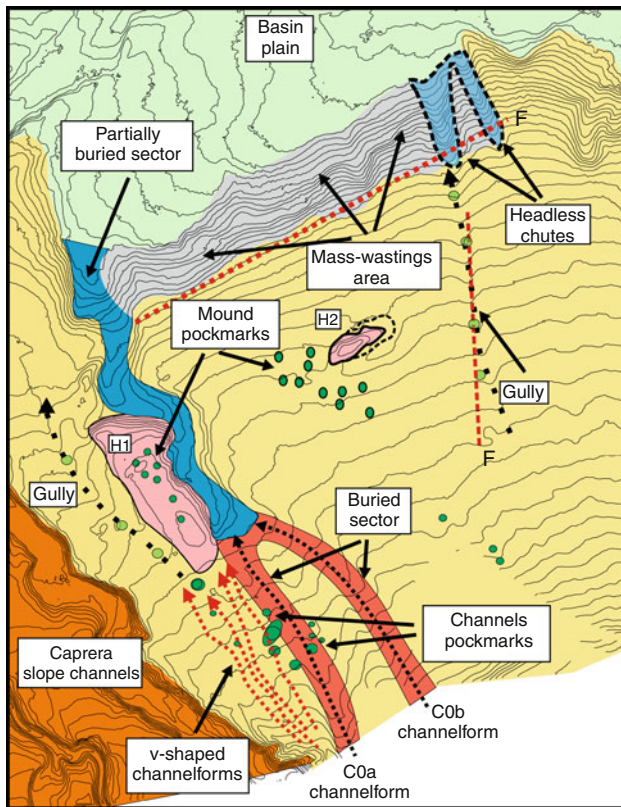 Basin
plain
Partially
buried sector
F
Headless
chutes
Mass-wastings
area
Mound
pockmarks
H2
Gully
H1
F
Gully
Buried
sector
Channels
pockmarks
Caprera
slope channels
C0b
channelform
v-shaped
channelforms
C0a
channelform